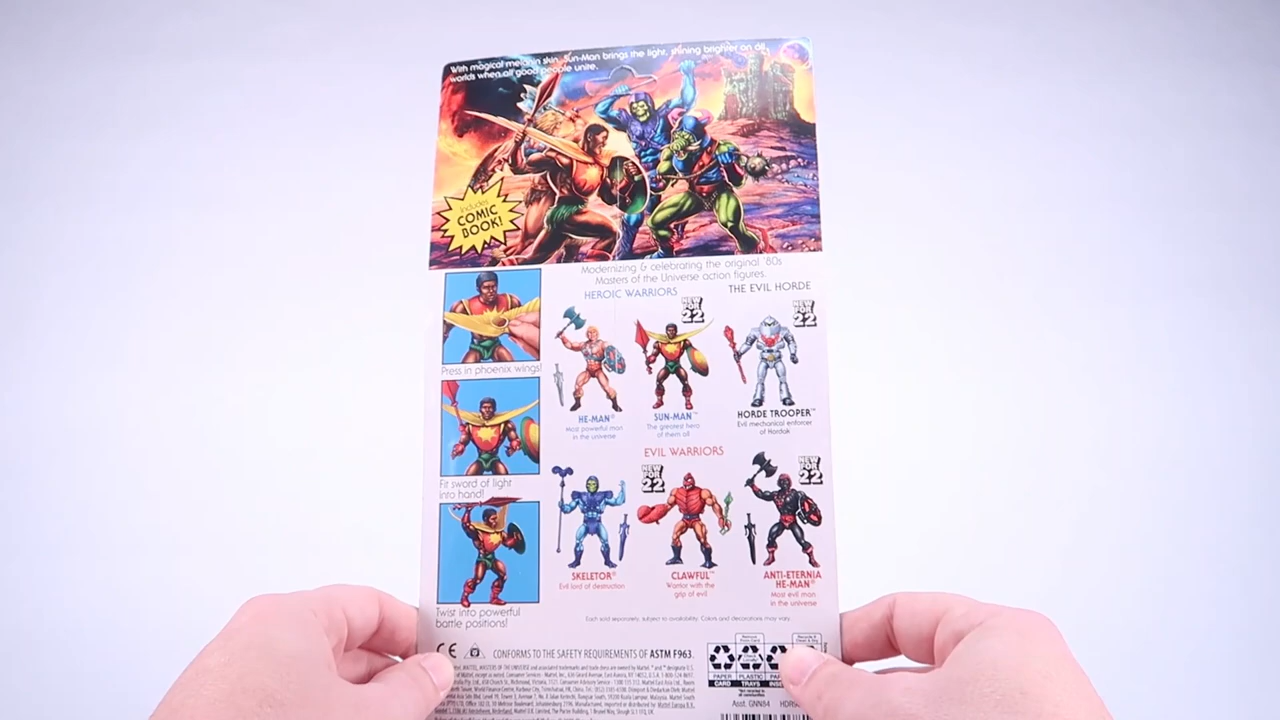 With magical melanin skin, Sun-Man brings the light, shining brighter on all
worlds when all good people unite.
Includes
COMIC
BOOK!
Modernizing & celebrating the original '80s
Masters of the Universe action figures.
HEROIC WARRIORS
THE EVIL HORDE
NEW FOR 22
NEW FOR 22
Press in phoenix wings!
HE-MAN®
Most powerful man
in the universe
SUN-MAN™
The greatest hero
of them all
HORDE TROOPER™
Evil mechanical enforcer
of Hordak
EVIL WARRIORS
NEW FOR 22
NEW FOR 22
Fit sword of light
into hand!
SKELETOR®
Evil lord of destruction
CLAWFUL™
Warrior with the
grip of evil
ANTI-ETERNIA
HE-MAN®
Most evil man
in the universe
Twist into powerful
battle positions!
Each sold separately, subject to availability. Colors and decorations may vary.
CE
CONFORMS TO THE SAFETY REQUIREMENTS OF ASTM F963.
PAPER
CARD
PLASTIC
TRAYS
Asst. GNN84